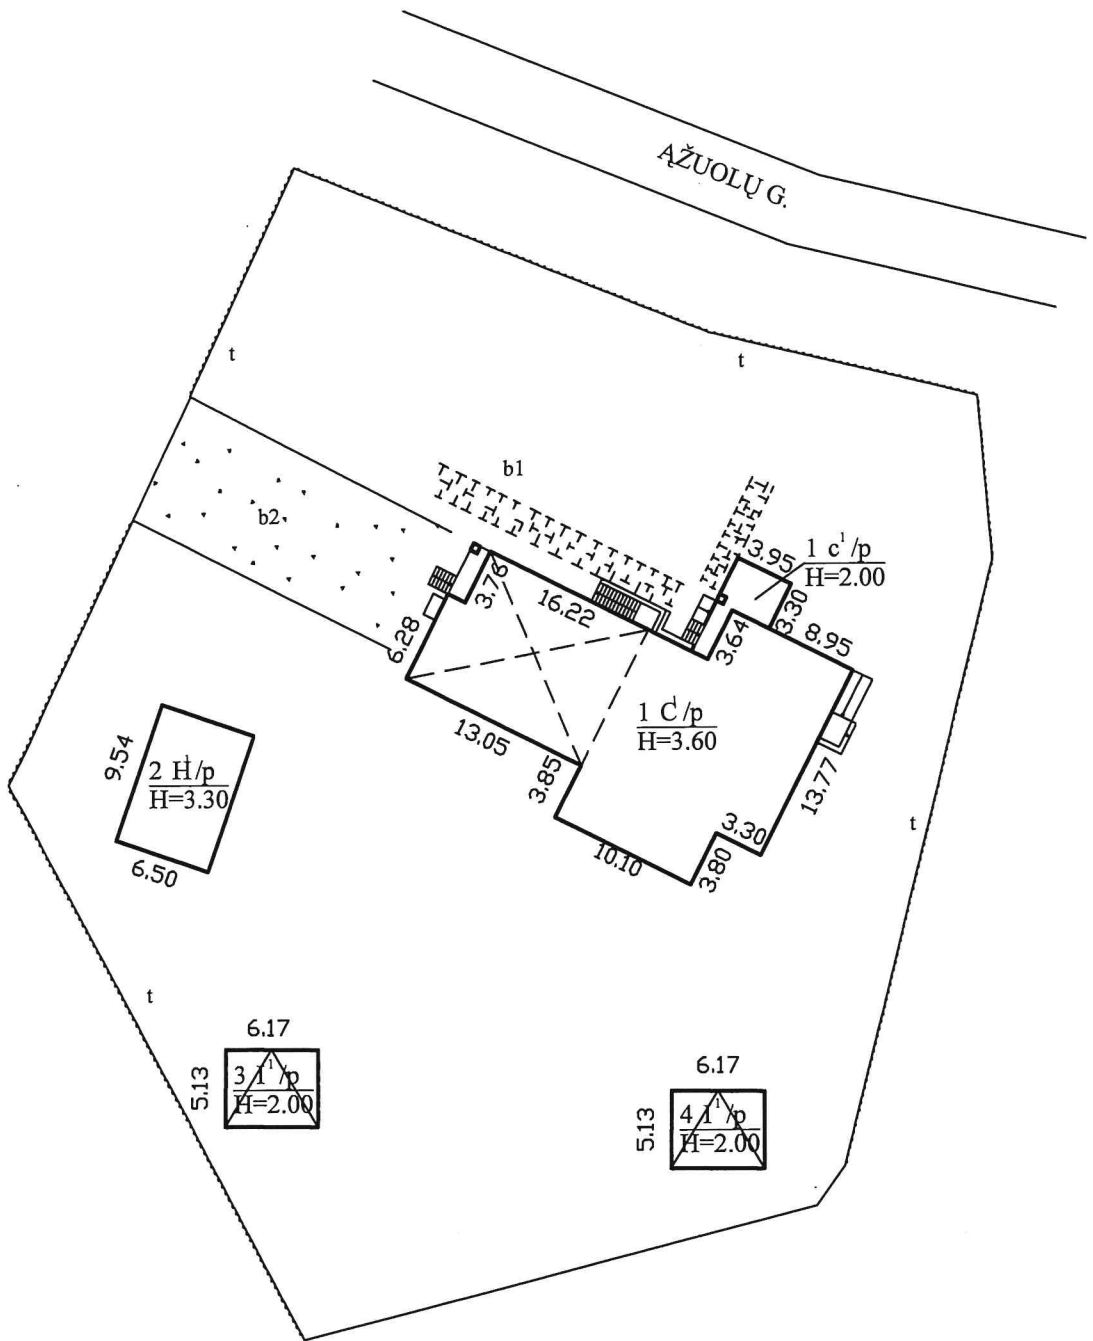 ĄŽUOLŲ G.
t
t
b1
b2
3.95
1 c¹/p
H=2.00
3.30
3.76
16.22
3.64
8.95
6.28
1 C¹/p
H=3.60
13.05
9.54
2 H¹/p
H=3.30
3.85
13.77
3.30
t
10.10
3.80
6.50
t
6.17
5.13
3 I¹/p
H=2.00
6.17
5.13
4 I¹/p
H=2.00